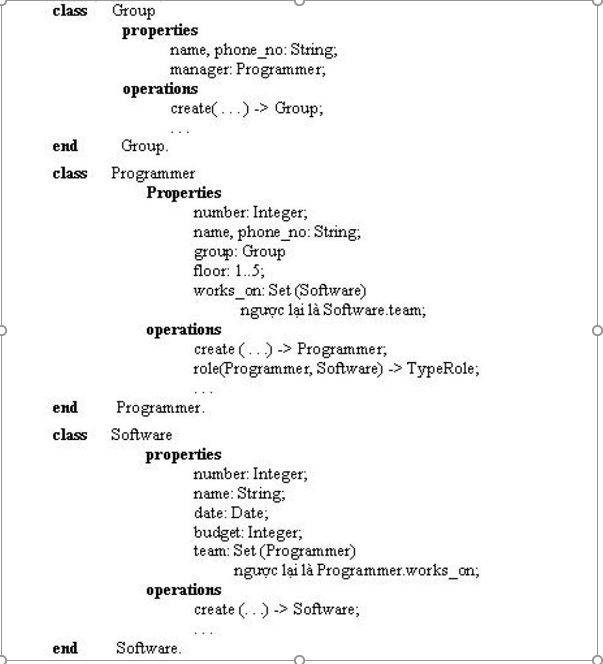 class Group
properties
name, phone_no: String;
manager: Programmer;
operations
create( . . . ) -> Group;
. . .
end Group.
class Programmer
Properties
number: Integer;
name, phone_no: String;
group: Group
floor: 1..5;
works_on: Set (Software)
ngược lại là Software.team;
operations
create ( . . .) -> Programmer;
role(Programmer, Software) -> TypeRole;
. . .
end Programmer.
class Software
properties
number: Integer;
name: String;
date: Date;
budget: Integer;
team: Set (Programmer)
ngược lại là Programmer.works_on;
operations
create (. . .) -> Software;
. . .
end Software.